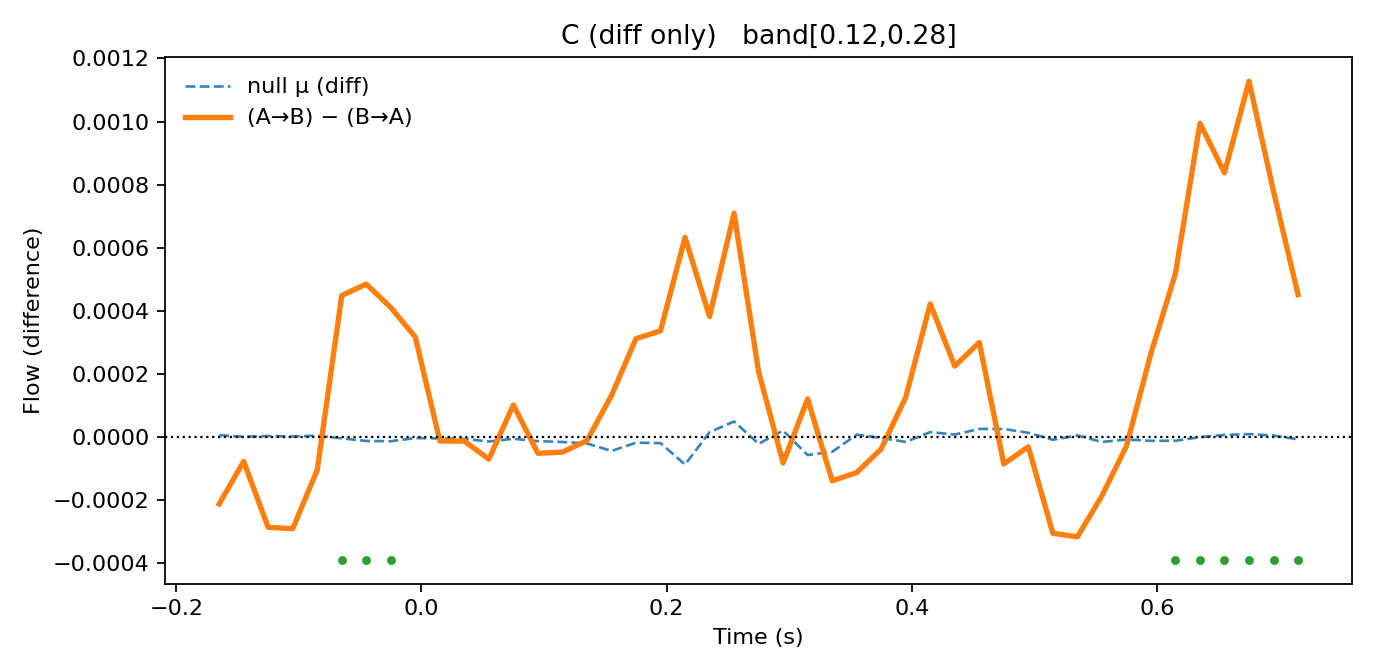 C (diff only)   band[0.12,0.28]
0.0012
0.0010
0.0008
0.0006
0.0004
0.0002
0.0000
−0.0002
−0.0004
Flow (difference)
null μ (diff)
(A→B) − (B→A)
−0.2
0.0
0.2
0.4
0.6
Time (s)